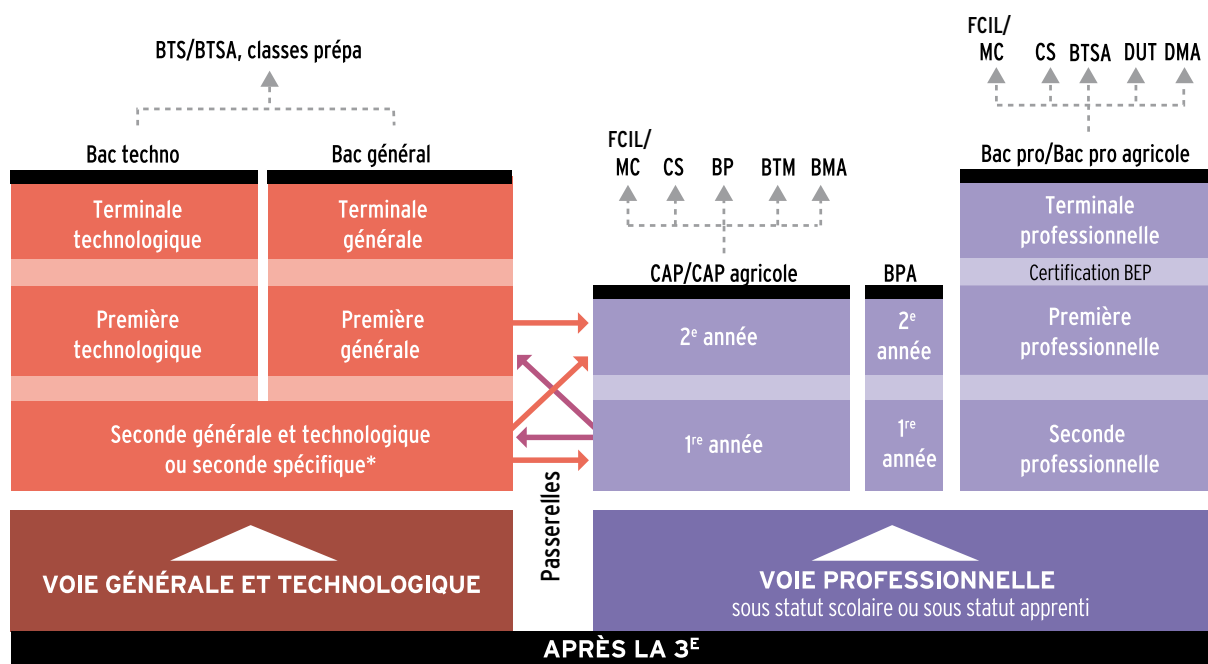 BTS/BTSA, classes prépa
Bac techno
Bac général
Terminale
technologique
Terminale
générale
Première
technologique
Première
générale
Seconde générale et technologique
ou seconde spécifique*
VOIE GÉNÉRALE ET TECHNOLOGIQUE
Passerelles
FCIL/
MC
CS
BP
BTM
BMA
CAP/CAP agricole
2e année
1re année
BPA
2e
année
1re
année
FCIL/
MC
CS
BTSA
DUT
DMA
Bac pro/Bac pro agricole
Terminale
professionnelle
Certification BEP
Première
professionnelle
Seconde
professionnelle
VOIE PROFESSIONNELLE
sous statut scolaire ou sous statut apprenti
APRÈS LA 3E